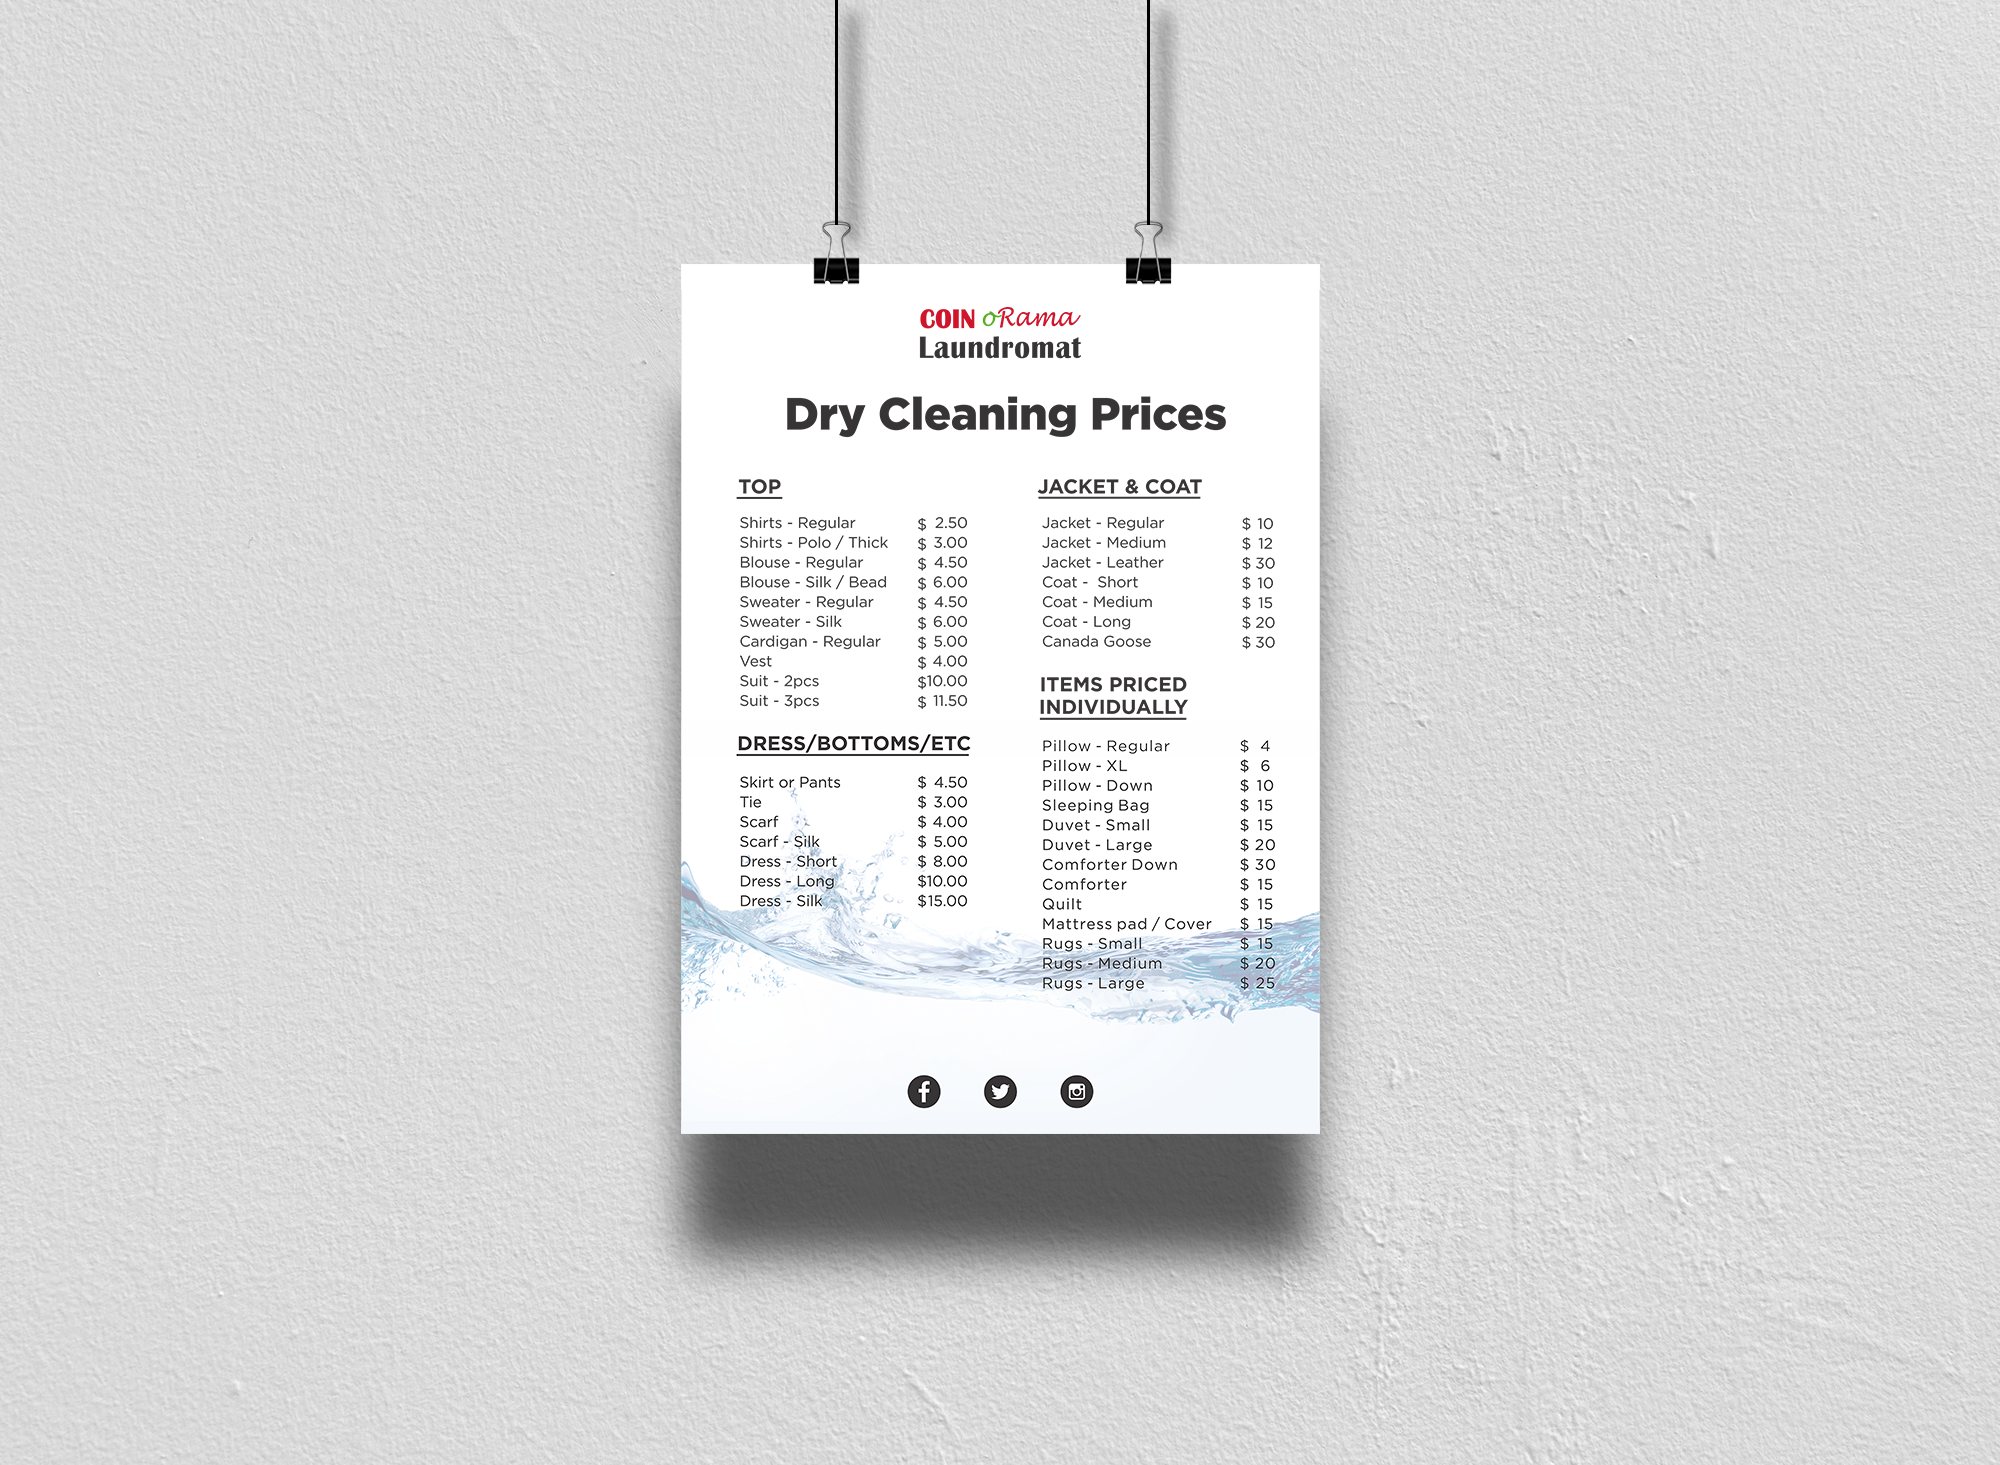 COIN oRama
Laundromat
Dry Cleaning Prices
TOP
Shirts - Regular $ 2.50
Shirts - Polo / Thick $ 3.00
Blouse - Regular $ 4.50
Blouse - Silk / Bead $ 6.00
Sweater - Regular $ 4.50
Sweater - Silk $ 6.00
Cardigan - Regular $ 5.00
Vest $ 4.00
Suit - 2pcs $10.00
Suit - 3pcs $ 11.50
DRESS/BOTTOMS/ETC
Skirt or Pants $ 4.50
Tie $ 3.00
Scarf $ 4.00
Scarf - Silk $ 5.00
Dress - Short $ 8.00
Dress - Long $10.00
Dress - Silk $15.00
JACKET & COAT
Jacket - Regular $ 10
Jacket - Medium $ 12
Jacket - Leather $ 30
Coat - Short $ 10
Coat - Medium $ 15
Coat - Long $ 20
Canada Goose $ 30
ITEMS PRICED
INDIVIDUALLY
Pillow - Regular $ 4
Pillow - XL $ 6
Pillow - Down $ 10
Sleeping Bag $ 15
Duvet - Small $ 15
Duvet - Large $ 20
Comforter Down $ 30
Comforter $ 15
Quilt $ 15
Mattress pad / Cover $ 15
Rugs - Small $ 15
Rugs - Medium $ 20
Rugs - Large $ 25